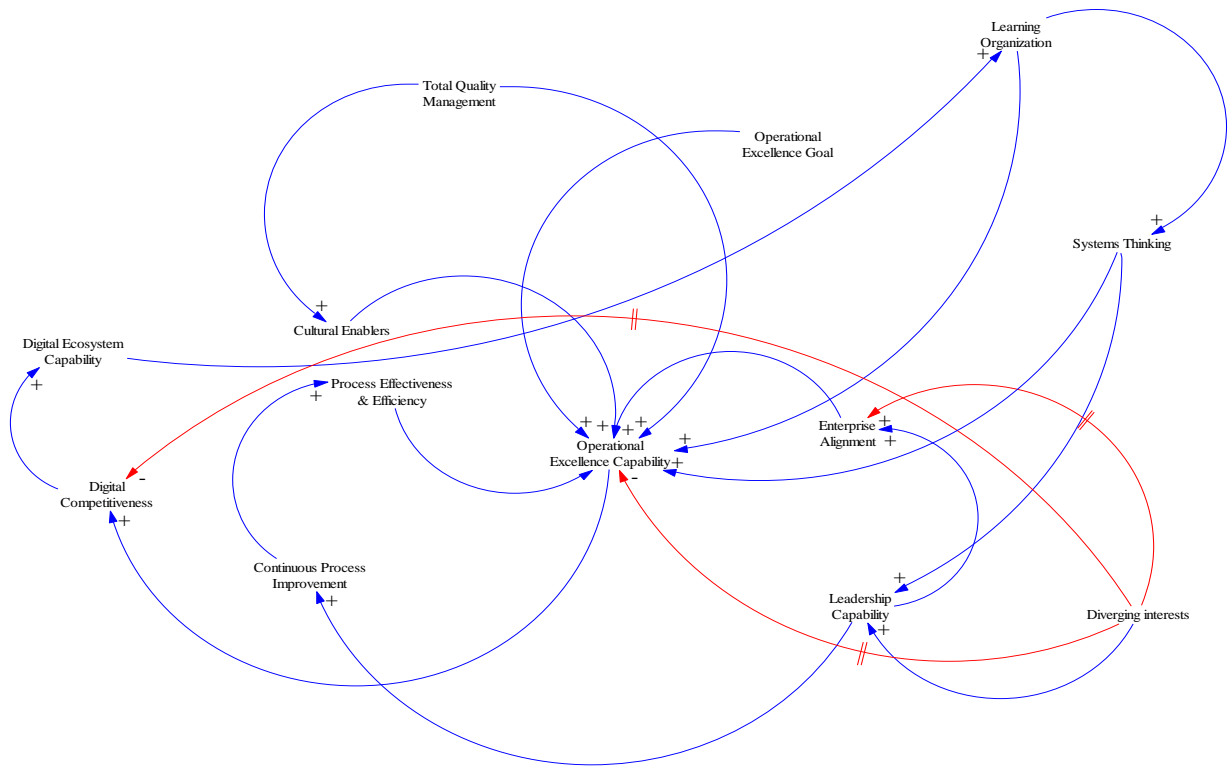 Learning
Organization
+
Total Quality
Management
Operational
Excellence Goal
+
Systems Thinking
+
Cultural Enablers
Digital Ecosystem
Capability
+
Process Effectiveness
& Efficiency
+
+ + + +
Operational
Excellence Capability
+
+
-
Enterprise
Alignment
+
+
Digital
Competitiveness
-
+
Continuous Process
Improvement
+
+
Leadership
Capability
+
Diverging interests